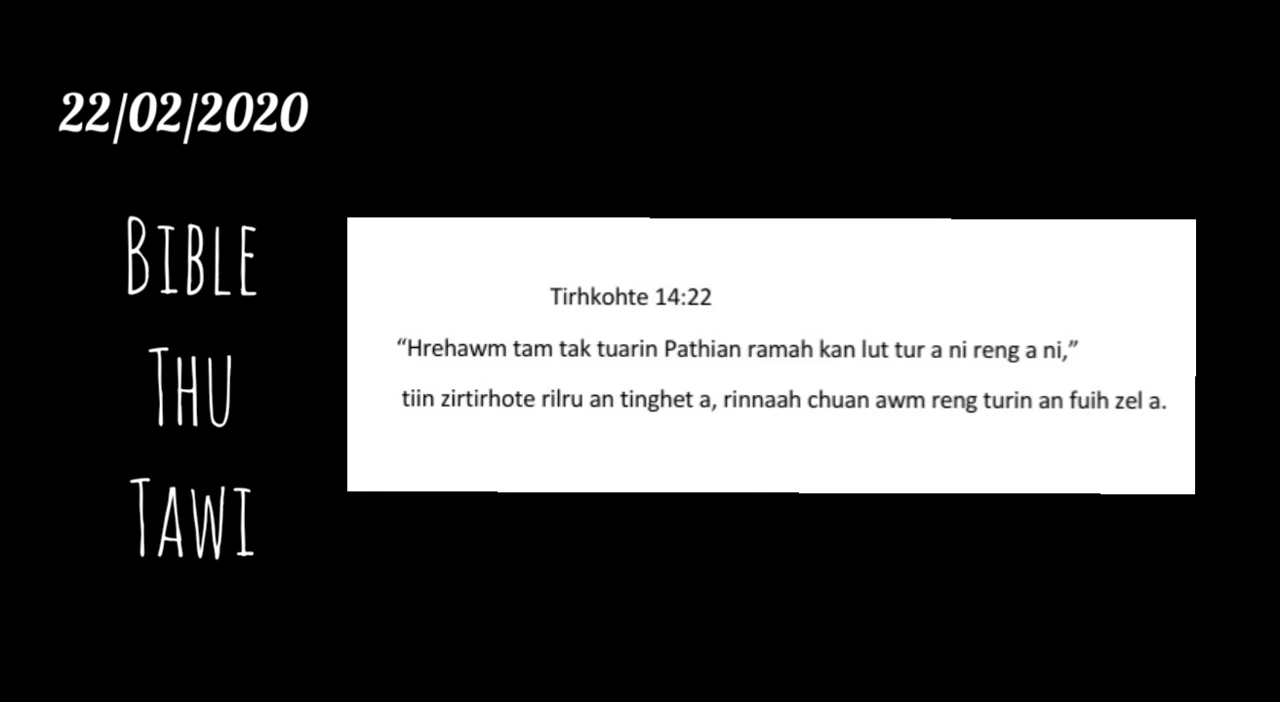 22/02/2020
BIBLE
THU
TAWI
Tirhkohte 14:22
“Hrehawm tam tak tuarin Pathian ramah kan lut tur a ni reng a ni,”
tiin zirtirhote rilru an tinghet a, rinnaah chuan awm reng turin an fuih zel a.